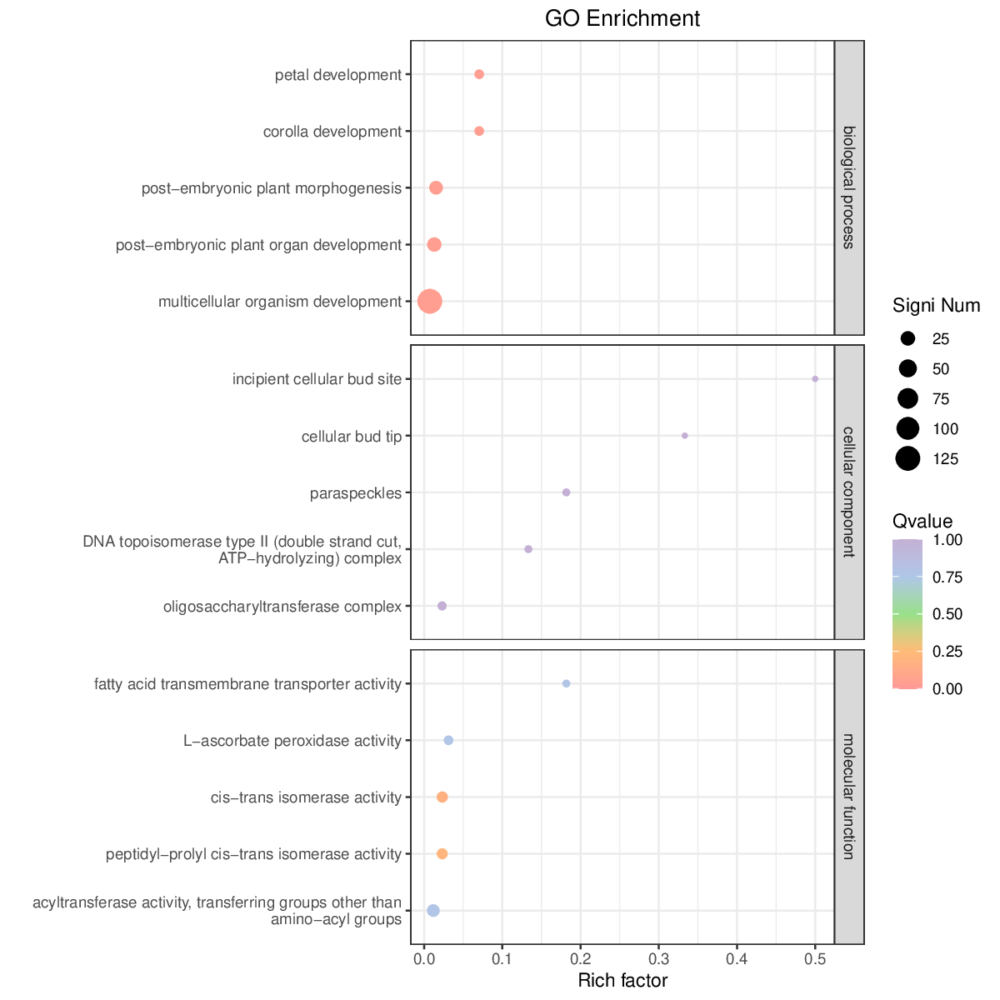 GO Enrichment
petal development
corolla development
post−embryonic plant morphogenesis
post−embryonic plant organ development
multicellular organism development
biological process
incipient cellular bud site
cellular bud tip
paraspeckles
DNA topoisomerase type II (double strand cut,
ATP−hydrolyzing) complex
oligosaccharyltransferase complex
cellular component
fatty acid transmembrane transporter activity
L−ascorbate peroxidase activity
cis−trans isomerase activity
peptidyl−prolyl cis−trans isomerase activity
acyltransferase activity, transferring groups other than
amino−acyl groups
molecular function
0.0 0.1 0.2 0.3 0.4 0.5
Rich factor
Signi Num
25
50
75
100
125
Qvalue
1.00
0.75
0.50
0.25
0.00